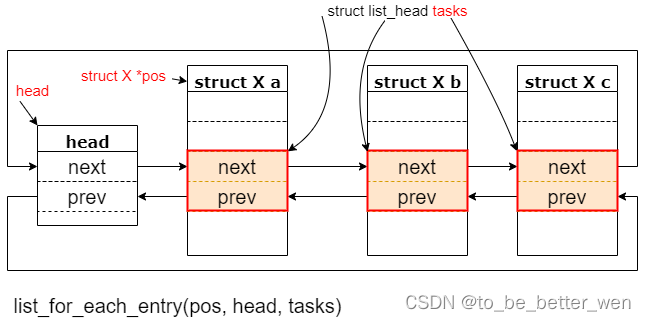 struct list_head tasks
struct X *pos
struct X a
struct X b
struct X c
head
head
next
next
next
next
prev
prev
prev
prev
list_for_each_entry(pos, head, tasks)
CSDN @to_be_better_wen